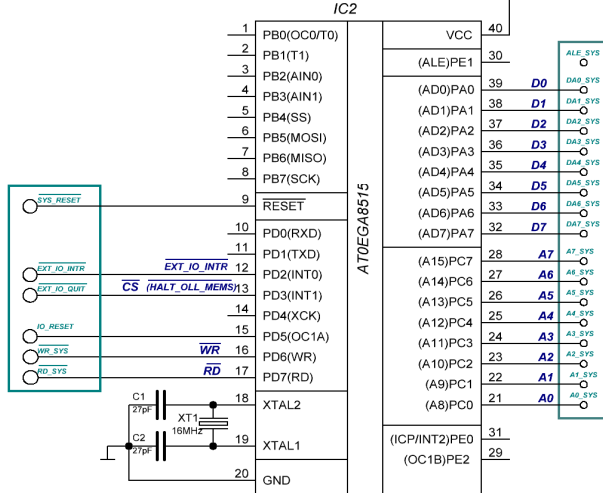 IC2
1 PB0(OC0/T0) VCC 40
2 PB1(T1)
3 PB2(AIN0) (ALE)PE1 30 ALE_SYS
4 PB3(AIN1) (AD0)PA0 39 D0 DA0_SYS
5 PB4(SS) (AD1)PA1 38 D1 DA1_SYS
6 PB5(MOSI) (AD2)PA2 37 D2 DA2_SYS
7 PB6(MISO) (AD3)PA3 36 D3 DA3_SYS
8 PB7(SCK) (AD4)PA4 35 D4 DA4_SYS
(AD5)PA5 34 D5 DA5_SYS
SYS_RESET 9 RESET (AD6)PA6 33 D6 DA6_SYS
10 PD0(RXD) (AD7)PA7 32 D7 DA7_SYS
AT0EGA8515
11 PD1(TXD) (A15)PC7 28 A7 A7_SYS
EXT_IO_INTR EXT_IO_INTR 12 PD2(INT0) (A14)PC6 27 A6 A6_SYS
EXT_IO_QUIT CS (HALT_OLL_MEMS) 13 PD3(INT1) (A13)PC5 26 A5 A5_SYS
14 PD4(XCK) (A12)PC4 25 A4 A4_SYS
IO_RESET 15 PD5(OC1A) (A11)PC3 24 A3 A3_SYS
WR_SYS WR 16 PD6(WR) (A10)PC2 23 A2 A2_SYS
RD_SYS RD 17 PD7(RD) (A9)PC1 22 A1 A1_SYS
C1 27pF 18 XTAL2 (A8)PC0 21 A0 A0_SYS
XT1
16MHz
C2 27pF 19 XTAL1 (ICP/INT2)PE0 31
(OC1B)PE2 29
20 GND